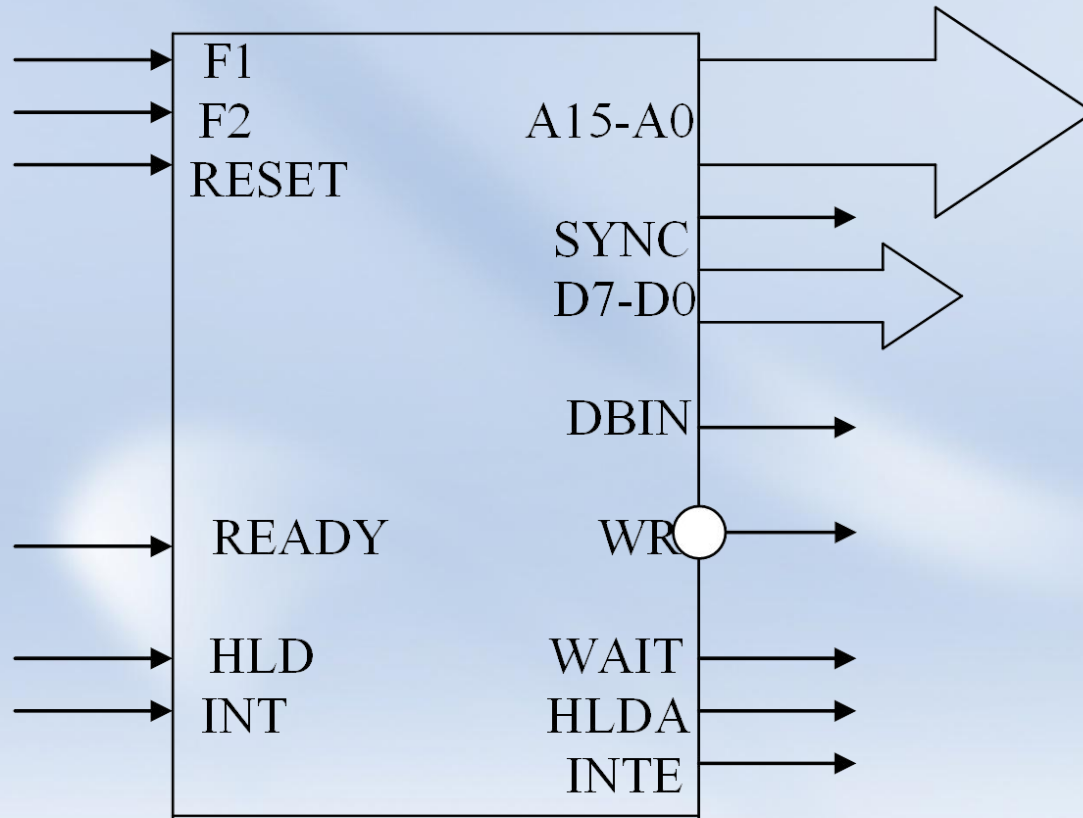 F1
F2
RESET
READY
HLD
INT
A15-A0
SYNC
D7-D0
DBIN
WR
WAIT
HLDA
INTE